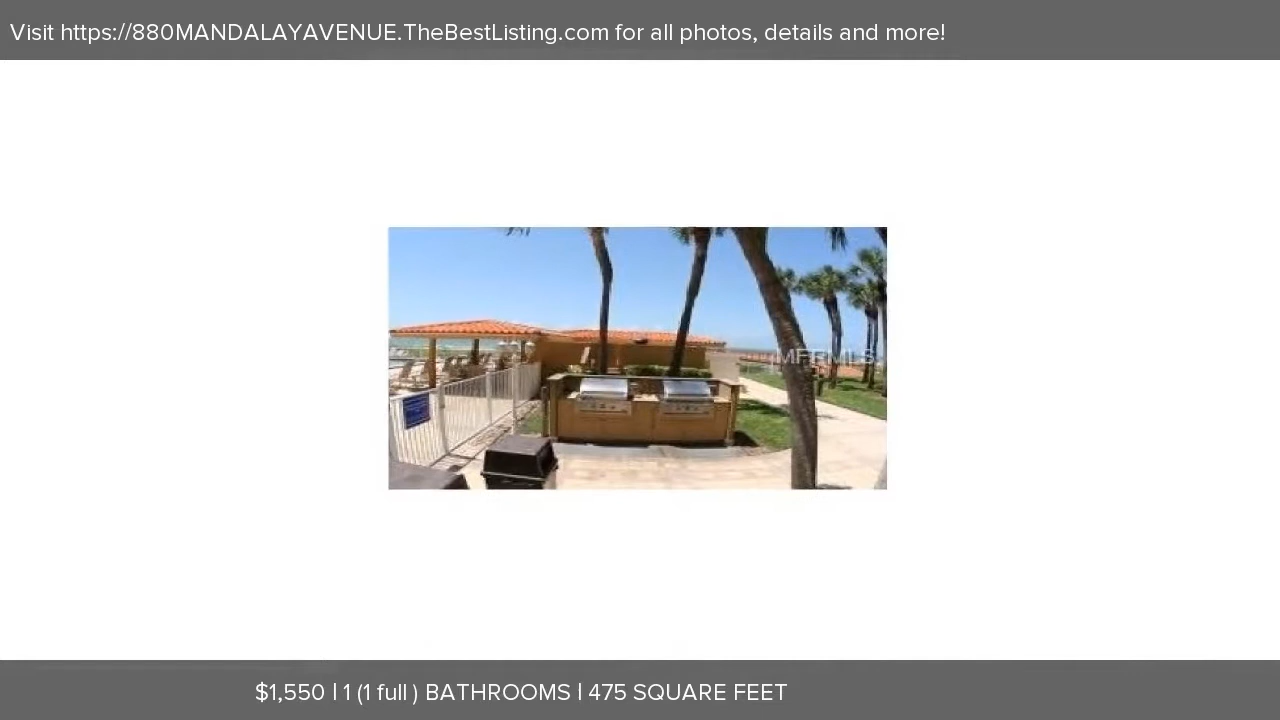 Visit https://880MANDALAYAVENUE.TheBestListing.com for all photos, details and more!
MFRMLS
$1,550 | 1 (1 full ) BATHROOMS | 475 SQUARE FEET